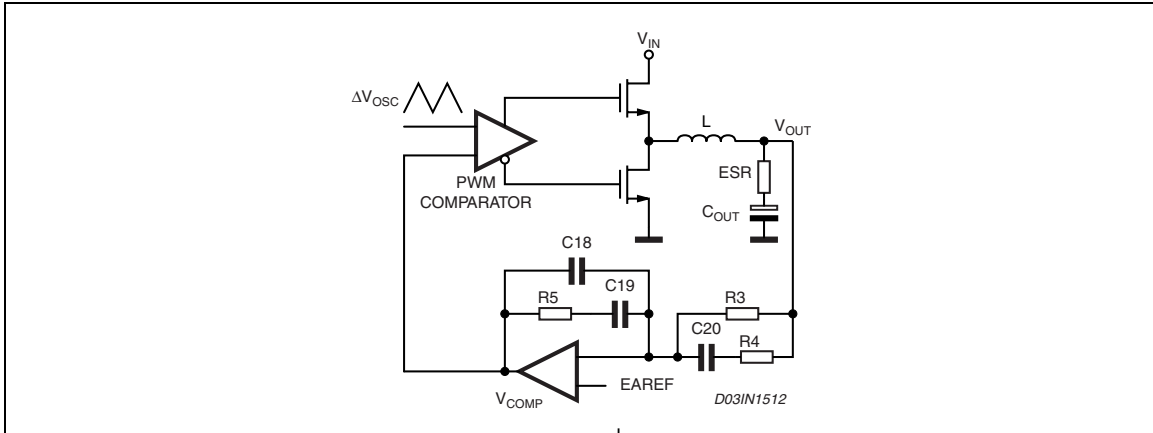 V_IN
ΔV_OSC
L
V_OUT
ESR
C_OUT
PWM
COMPARATOR
C18
C19
R5
R3
C20
R4
EAREF
V_COMP
D03IN1512